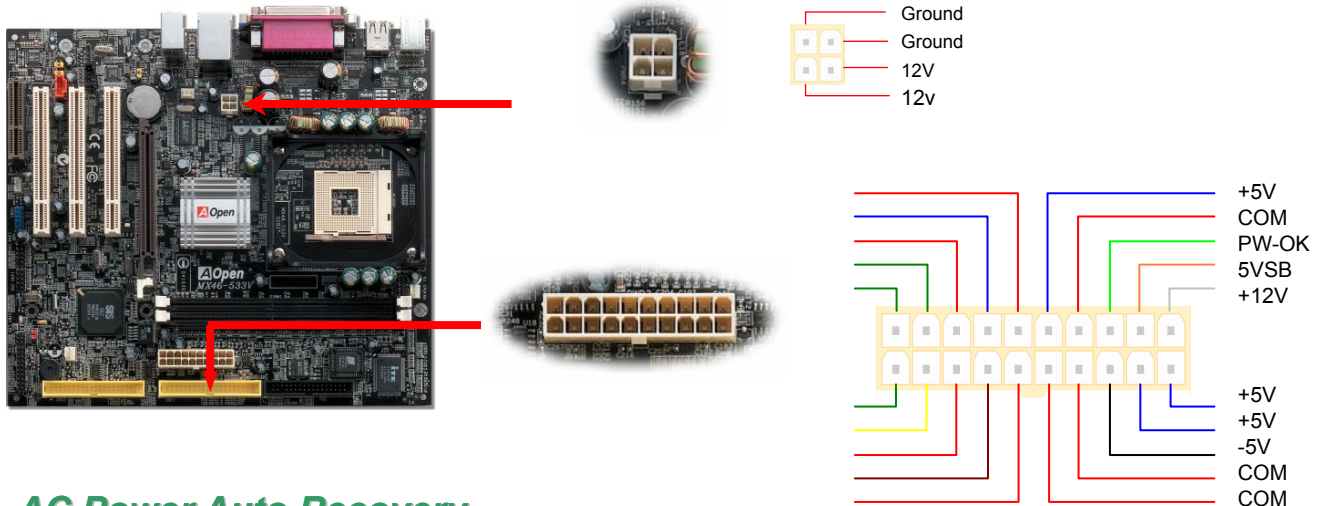 Ground
Ground
12V
12v
+5V
COM
PW-OK
5VSB
+12V
AOpen
AOpen
MX46-533V
SiS
+5V
+5V
-5V
COM
COM
AC Power Auto Recovery